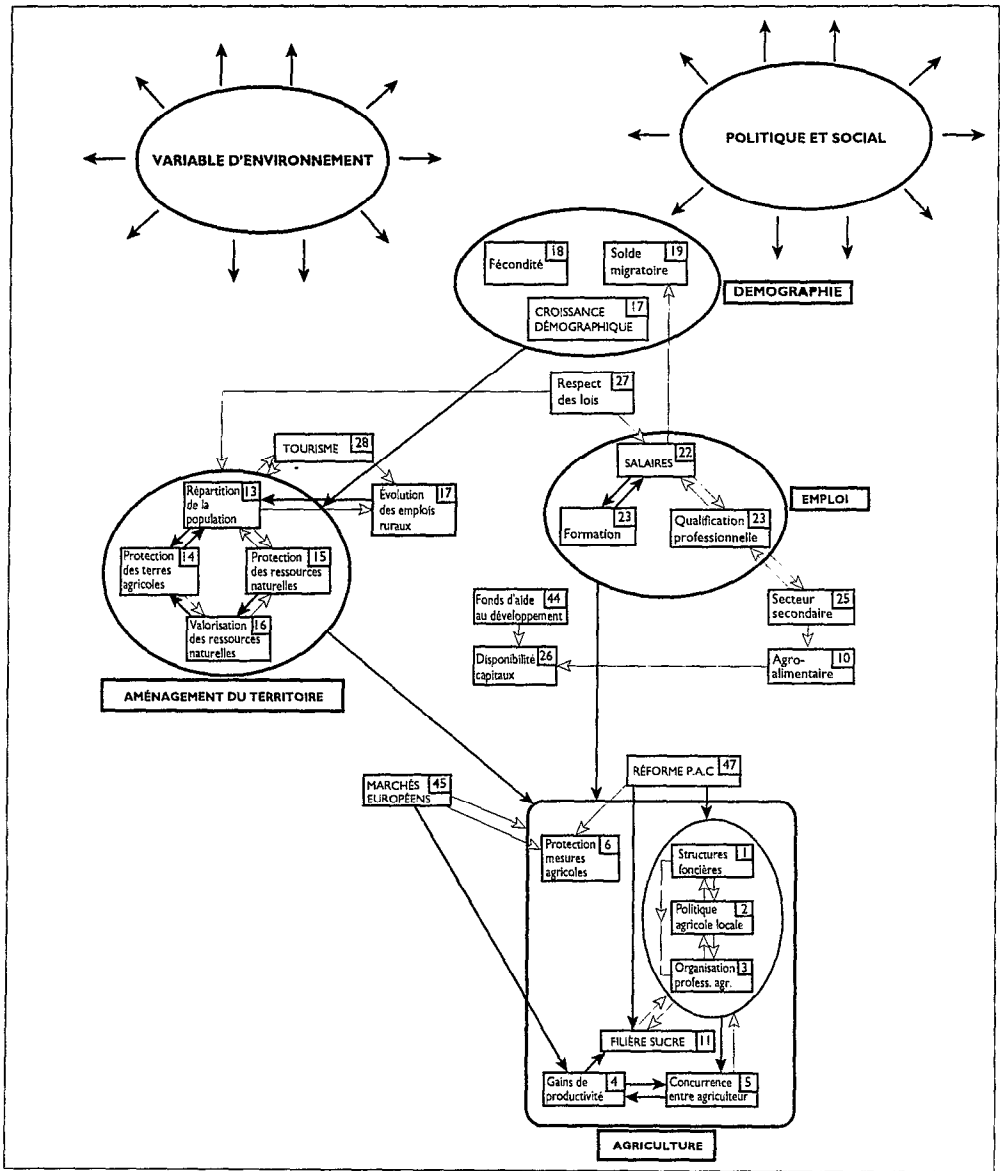 VARIABLE D'ENVIRONNEMENT
POLITIQUE ET SOCIAL
Fécondité
18
Solde
migratoire
19
CROISSANCE
DÉMOGRAPHIQUE
17
DEMOGRAPHIE
Respect
des lois
27
TOURISME
28
SALAIRES
22
Formation
23
Qualification
professionnelle
23
EMPLOI
Répartition
de la
population
13
Évolution
des emplois
ruraux
17
Protection
des terres
agricoles
14
Protection
des ressources
naturelles
15
Valorisation
des ressources
naturelles
16
AMÉNAGEMENT DU TERRITOIRE
Fonds d'aide
au développement
44
Disponibilité
capitaux
26
Secteur
secondaire
25
Agro-
alimentaire
10
MARCHÉS
EUROPÉENS
45
RÉFORME P.A.C
47
Protection
mesures
agricoles
6
Structures
foncières
1
Politique
agricole locale
2
Organisation
profess. agr.
3
FILIÈRE SUCRE
11
Gains de
productivité
4
Concurrence
entre agriculteur
5
AGRICULTURE